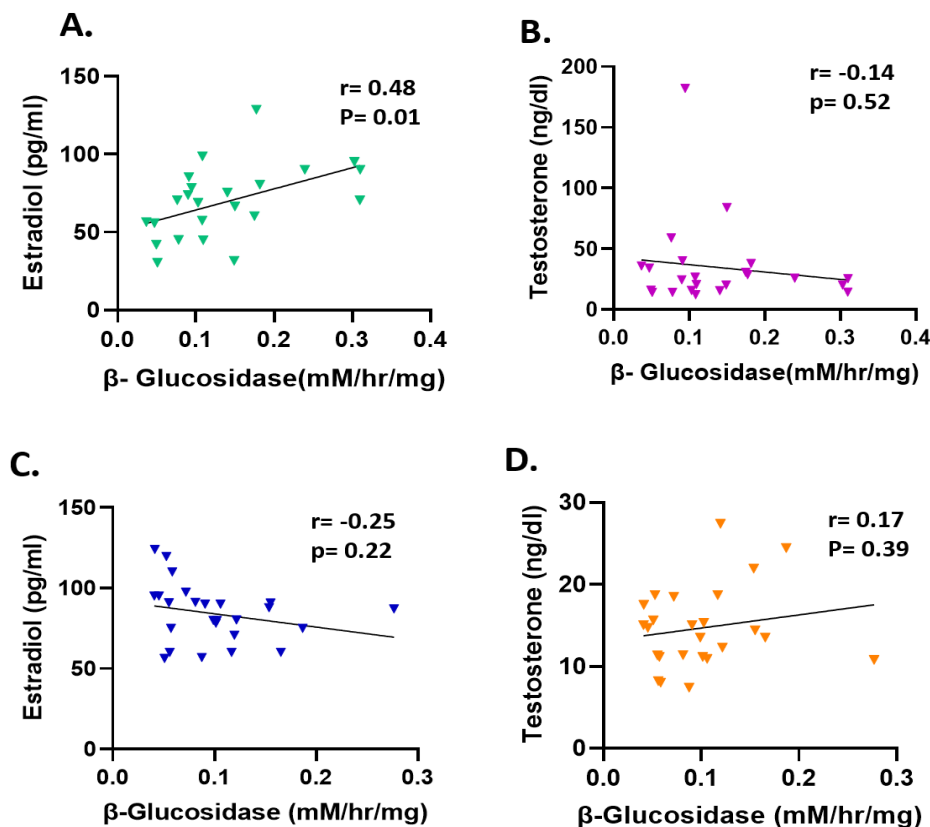 A.
r= 0.48
P= 0.01
150
100
50
0
Estradiol (pg/ml)
0.0 0.1 0.2 0.3 0.4
β- Glucosidase(mM/hr/mg)
B.
r= -0.14
p= 0.52
200
150
100
50
0
Testosterone (ng/dl)
0.0 0.1 0.2 0.3 0.4
β- Glucosidase(mM/hr/mg)
C.
r= -0.25
p= 0.22
150
100
50
0
Estradiol (pg/ml)
0.0 0.1 0.2 0.3
β-Glucosidase (mM/hr/mg)
D.
r= 0.17
P= 0.39
30
20
10
0
Testosterone (ng/dl)
0.0 0.1 0.2 0.3
β-Glucosidase (mM/hr/mg)